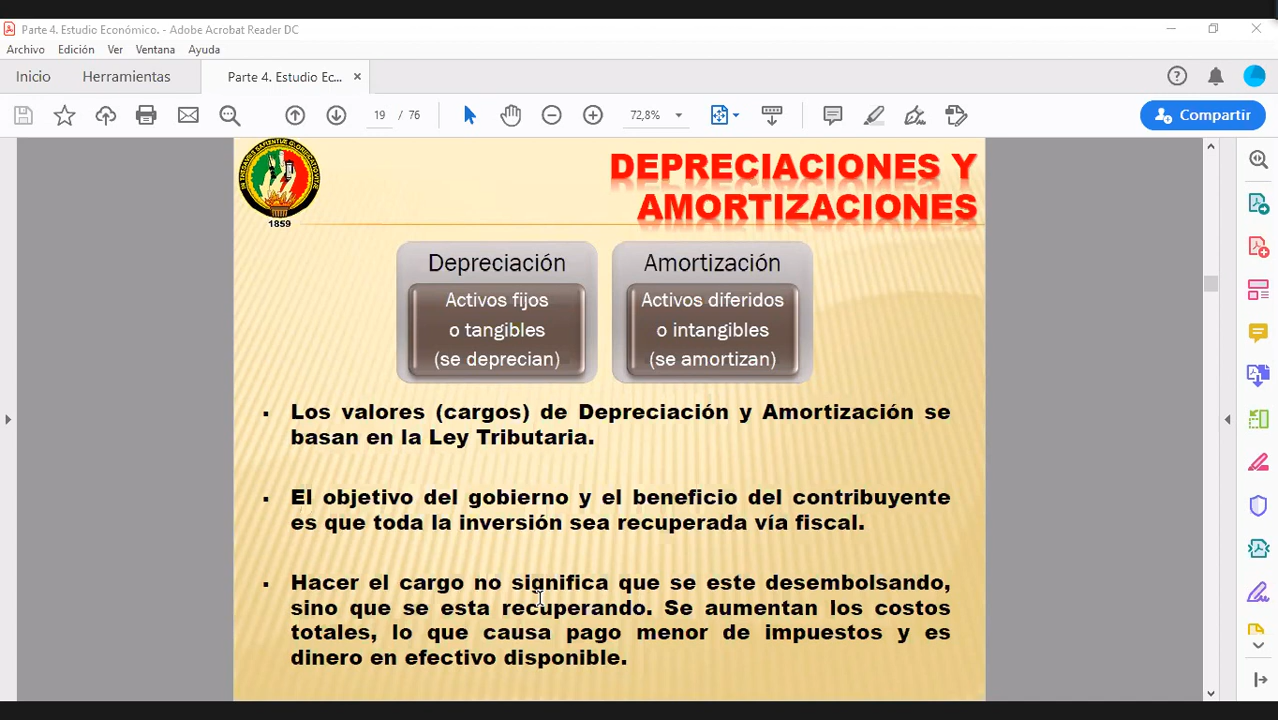 Parte 4. Estudio Económico. - Adobe Acrobat Reader DC
Archivo Edición Ver Ventana Ayuda
Inicio Herramientas Parte 4. Estudio Ec... ×
19 / 76 72,8% Compartir
DEPRECIACIONES Y
AMORTIZACIONES
1859
Depreciación Amortización
Activos fijos
o tangibles
(se deprecian)
Activos diferidos
o intangibles
(se amortizan)
▪ Los valores (cargos) de Depreciación y Amortización se
basan en la Ley Tributaria.
▪ El objetivo del gobierno y el beneficio del contribuyente
es que toda la inversión sea recuperada vía fiscal.
▪ Hacer el cargo no significa que se este desembolsando,
sino que se esta recuperando. Se aumentan los costos
totales, lo que causa pago menor de impuestos y es
dinero en efectivo disponible.